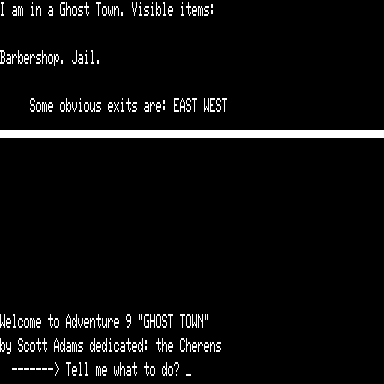 I am in a Ghost Town. Visible items:
Barbershop. Jail.
Some obvious exits are: EAST WEST
Welcome to Adventure 9 "GHOST TOWN"
by Scott Adams dedicated: the Cherens
-------> Tell me what to do? _